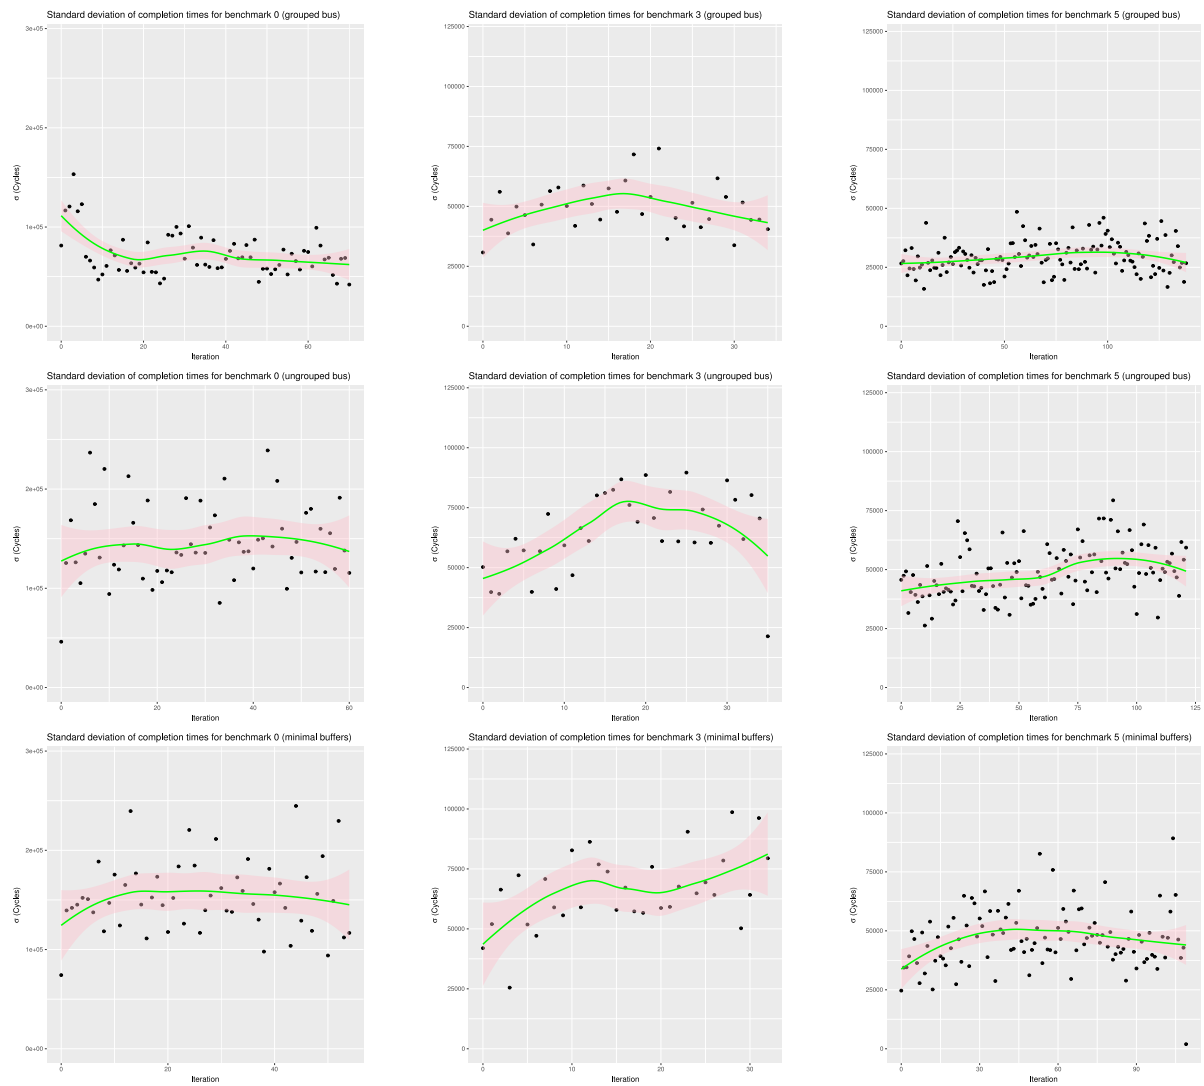 Standard deviation of completion times for benchmark 0 (grouped bus)
3e+05
2e+05
1e+05
0e+00
σ (Cycles)
0 20 40 60
Iteration
Standard deviation of completion times for benchmark 3 (grouped bus)
125000
100000
75000
50000
25000
0
σ (Cycles)
0 10 20 30
Iteration
Standard deviation of completion times for benchmark 5 (grouped bus)
125000
100000
75000
50000
25000
0
σ (Cycles)
0 50 100
Iteration
Standard deviation of completion times for benchmark 0 (ungrouped bus)
3e+05
2e+05
1e+05
0e+00
σ (Cycles)
0 20 40 60
Iteration
Standard deviation of completion times for benchmark 3 (ungrouped bus)
125000
100000
75000
50000
25000
0
σ (Cycles)
0 10 20 30
Iteration
Standard deviation of completion times for benchmark 5 (ungrouped bus)
125000
100000
75000
50000
25000
0
σ (Cycles)
0 25 50 75 100 125
Iteration
Standard deviation of completion times for benchmark 0 (minimal buffers)
3e+05
2e+05
1e+05
0e+00
σ (Cycles)
0 20 40
Iteration
Standard deviation of completion times for benchmark 3 (minimal buffers)
125000
100000
75000
50000
25000
0
σ (Cycles)
0 10 20 30
Iteration
Standard deviation of completion times for benchmark 5 (minimal buffers)
125000
100000
75000
50000
25000
0
σ (Cycles)
0 30 60 90
Iteration